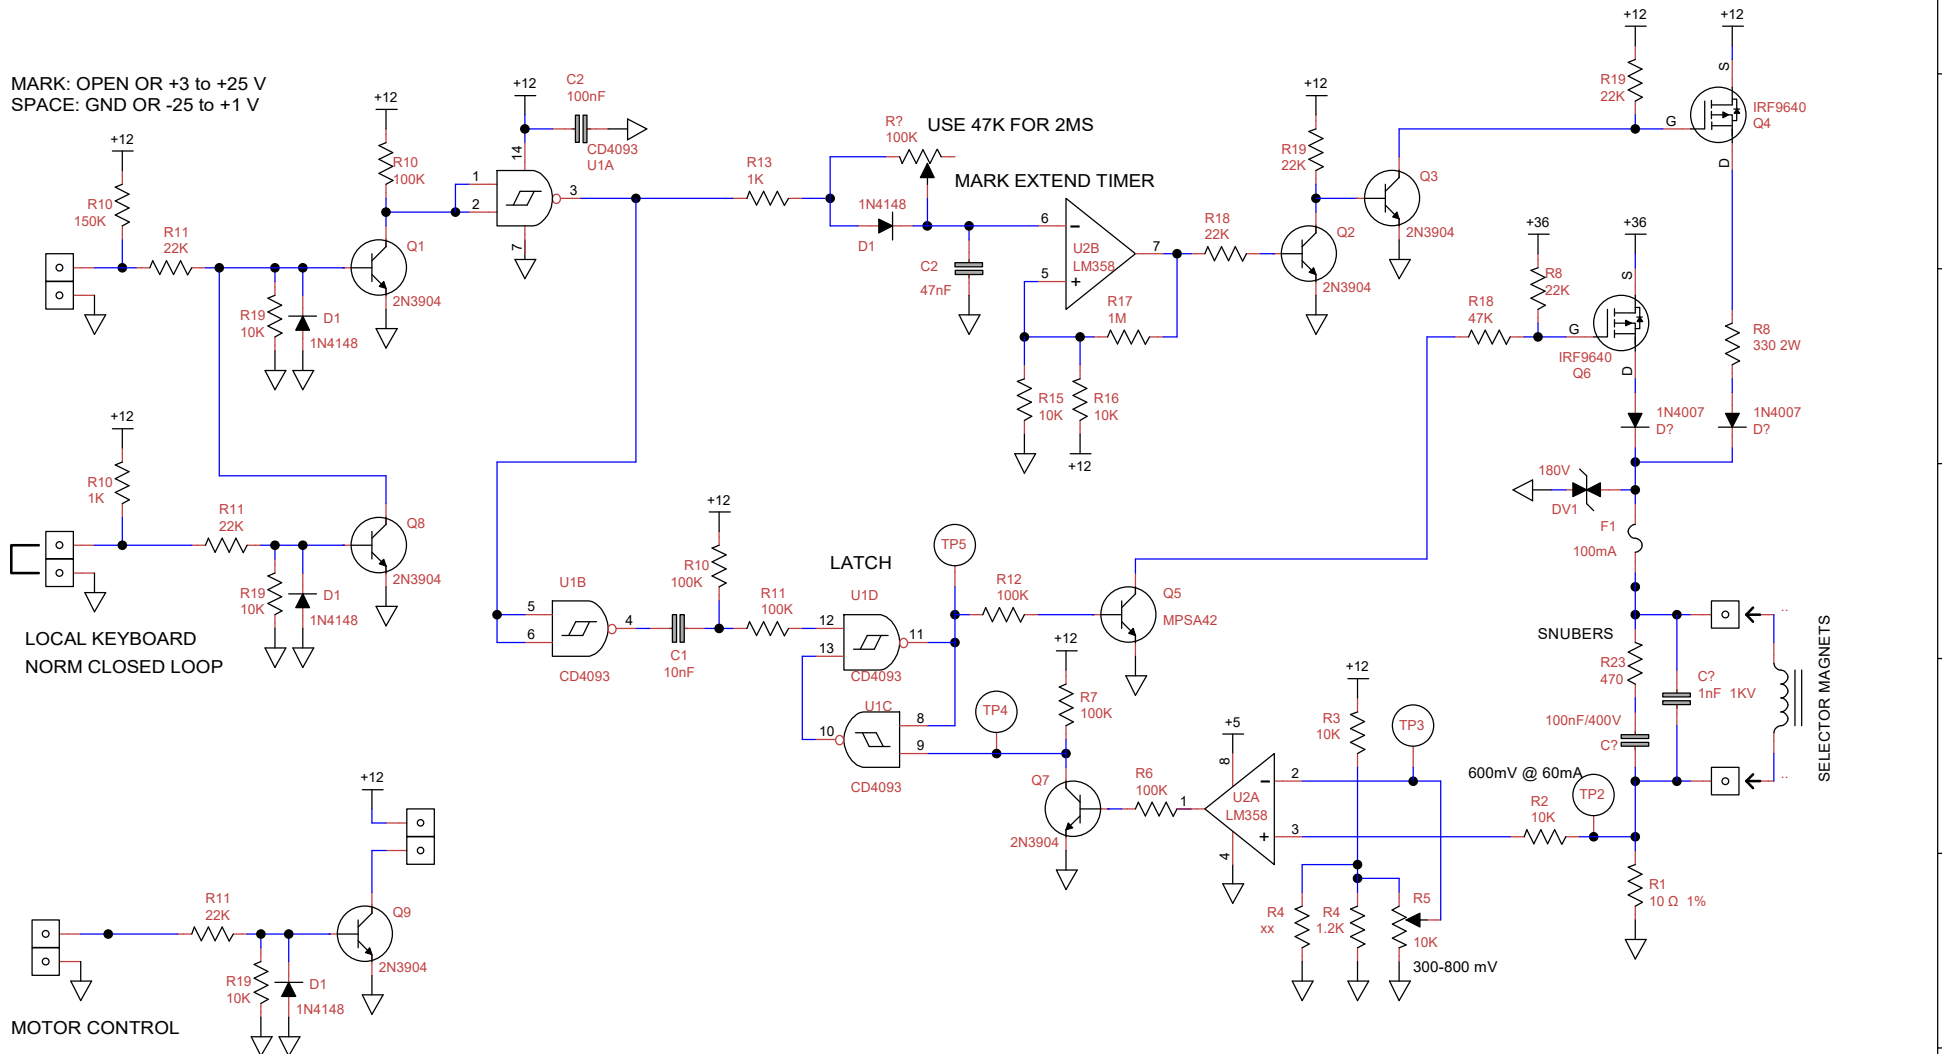 MARK: OPEN OR +3 to +25 V
SPACE: GND OR -25 to +1 V
+12
R10
150K
R11
22K
+12
R10
100K
Q1
2N3904
R19
10K
D1
1N4148
+12
C2
100nF
CD4093
U1A
14
1
2
3
7
R13
1K
R?
100K
USE 47K FOR 2MS
MARK EXTEND TIMER
1N4148
D1
C2
47nF
6
5
7
U2B
LM358
R17
1M
R15
10K
R16
10K
+12
R18
22K
+12
R19
22K
Q2
2N3904
Q3
2N3904
+12
R19
22K
+12
S
G
D
IRF9640
Q4
+36
R8
22K
+36
R18
47K
S
G
D
IRF9640
Q6
R8
330 2W
1N4007
D?
1N4007
D?
180V
DV1
F1
100mA
+12
R10
1K
R11
22K
Q8
2N3904
R19
10K
D1
1N4148
LOCAL KEYBOARD
NORM CLOSED LOOP
U1B
5
6
4
CD4093
C1
10nF
+12
R10
100K
R11
100K
LATCH
U1D
12
13
11
CD4093
U1C
10
8
9
CD4093
TP5
R12
100K
Q5
MPSA42
TP4
+12
R7
100K
Q7
2N3904
R6
100K
+5
8
1
2
3
4
U2A
LM358
+12
R3
10K
TP3
600mV @ 60mA
TP2
R2
10K
R4
xx
R4
1.2K
R5
10K
300-800 mV
R1
10 Ω 1%
SNUBERS
R23
470
100nF/400V
C?
C?
1nF 1KV
..
..
SELECTOR MAGNETS
+12
R11
22K
Q9
2N3904
R19
10K
D1
1N4148
MOTOR CONTROL